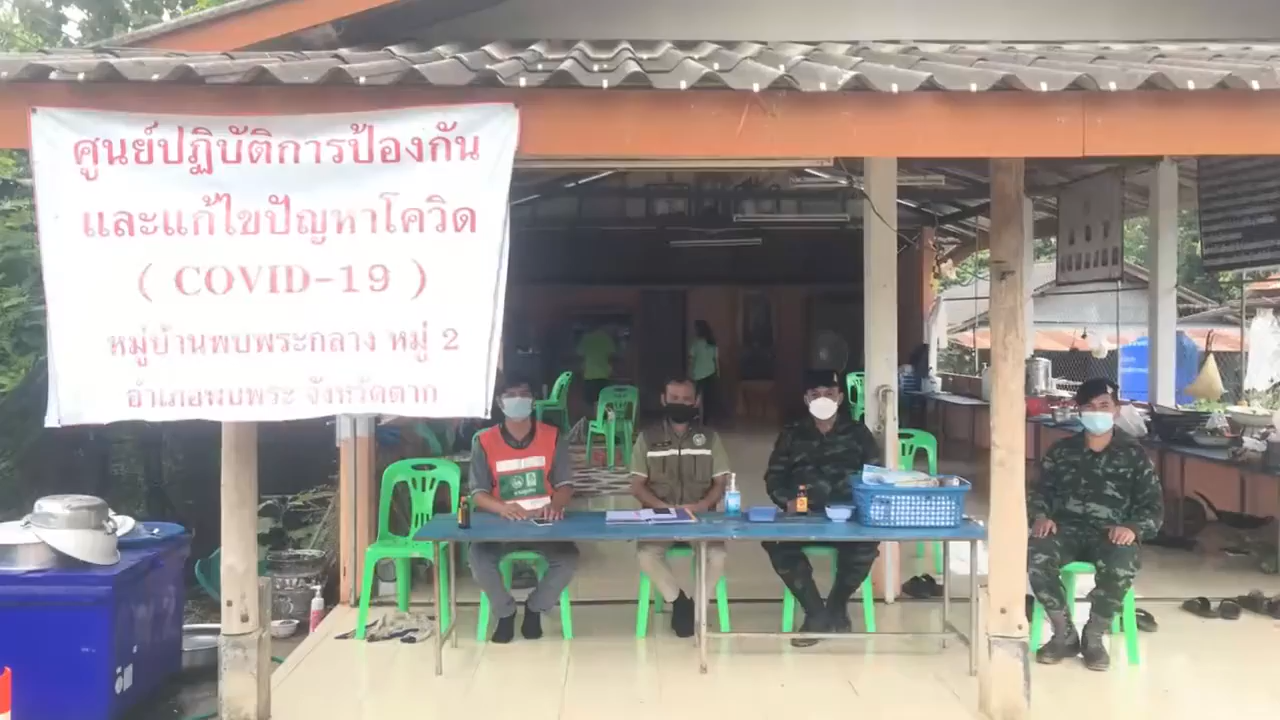 ศูนย์ปฏิบัติการป้องกัน
และแก้ไขปัญหาโควิด
( COVID-19 )
หมู่บ้านพบพระกลาง หมู่ 2
อำเภอพบพระ จังหวัดตาก